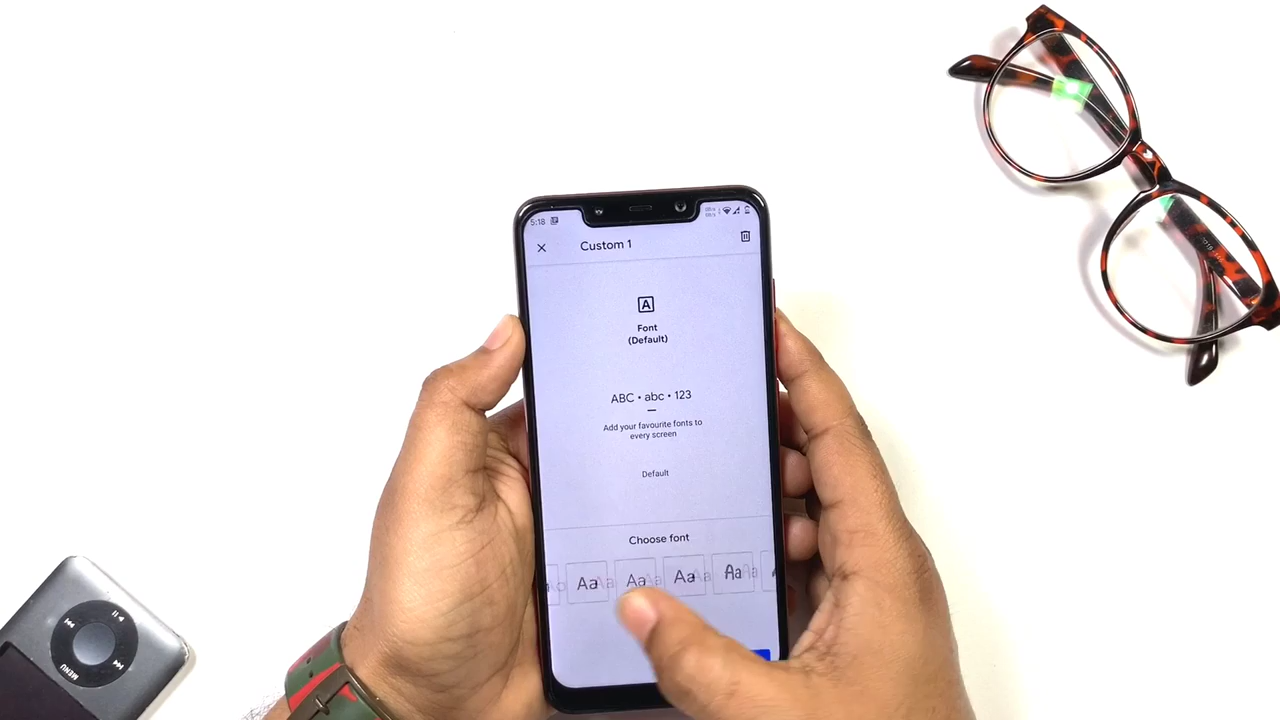 5:18
Custom 1
A
Font
(Default)
ABC • abc • 123
Add your favourite fonts to
every screen
Default
Choose font
Aa Aa Aa Aa
MENU